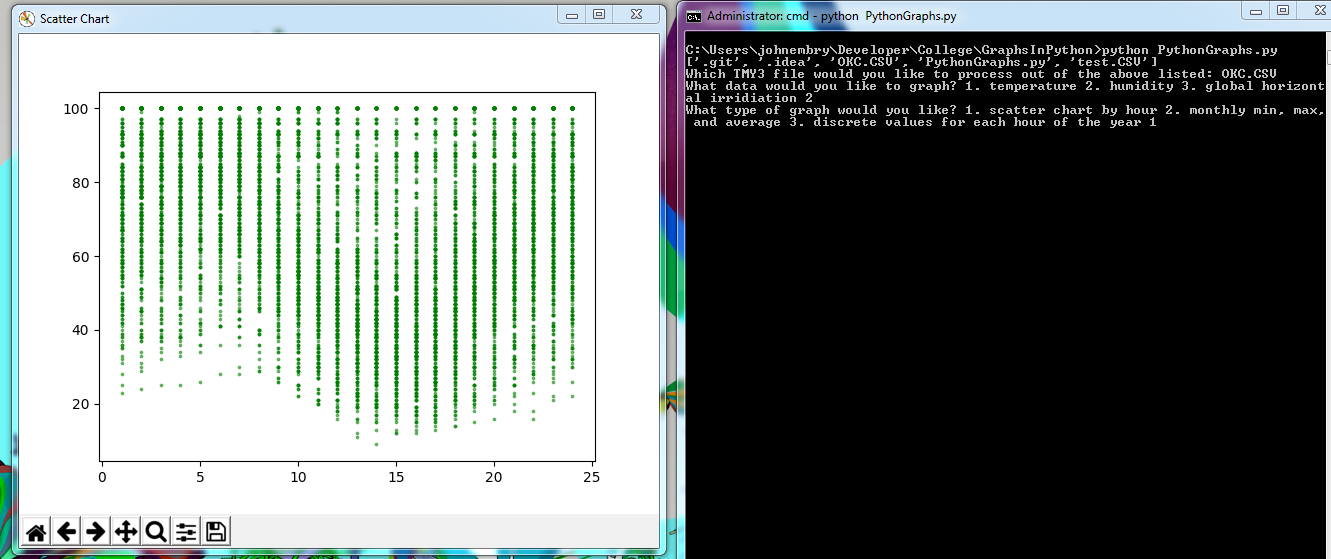 Scatter Chart
100
80
60
40
20
0
5
10
15
20
25
Administrator: cmd - python  PythonGraphs.py
C:\Users\johnembry\Developer\College\GraphsInPython>python PythonGraphs.py
['.git', '.idea', 'OKC.CSV', 'PythonGraphs.py', 'test.CSV']
Which TMY3 file would you like to process out of the above listed: OKC.CSV
What data would you like to graph? 1. temperature 2. humidity 3. global horizont
al irridiation 2
What type of graph would you like? 1. scatter chart by hour 2. monthly min, max,
 and average 3. discrete values for each hour of the year 1